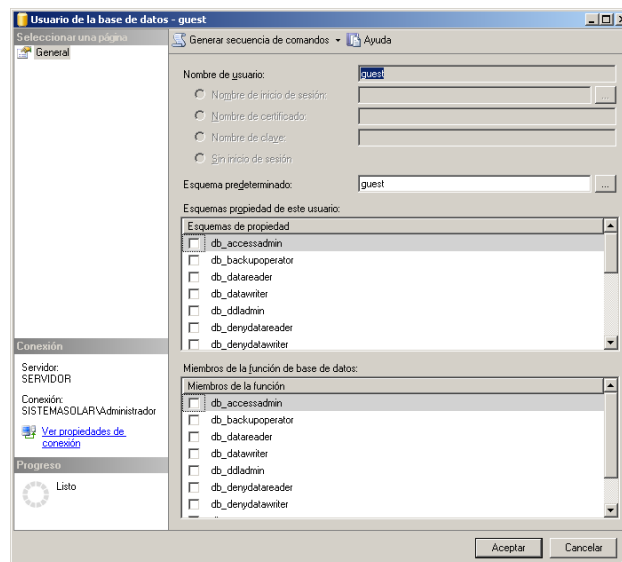 Usuario de la base de datos - guest
Seleccionar una página
General
Generar secuencia de comandos
Ayuda
Nombre de usuario:
guest
Nombre de inicio de sesión:
...
Nombre de certificado:
Nombre de clave:
Sin inicio de sesión
Esquema predeterminado:
guest
...
Esquemas propiedad de este usuario:
Esquemas de propiedad
db_accessadmin
db_backupoperator
db_datareader
db_datawriter
db_ddladmin
db_denydatareader
db_denydatawriter
Miembros de la función de base de datos:
Miembros de la función
db_accessadmin
db_backupoperator
db_datareader
db_datawriter
db_ddladmin
db_denydatareader
db_denydatawriter
Conexión
Servidor:
SERVIDOR
Conexión:
SISTEMASOLAR\Administrador
Ver propiedades de
conexión
Progreso
Listo
Aceptar
Cancelar